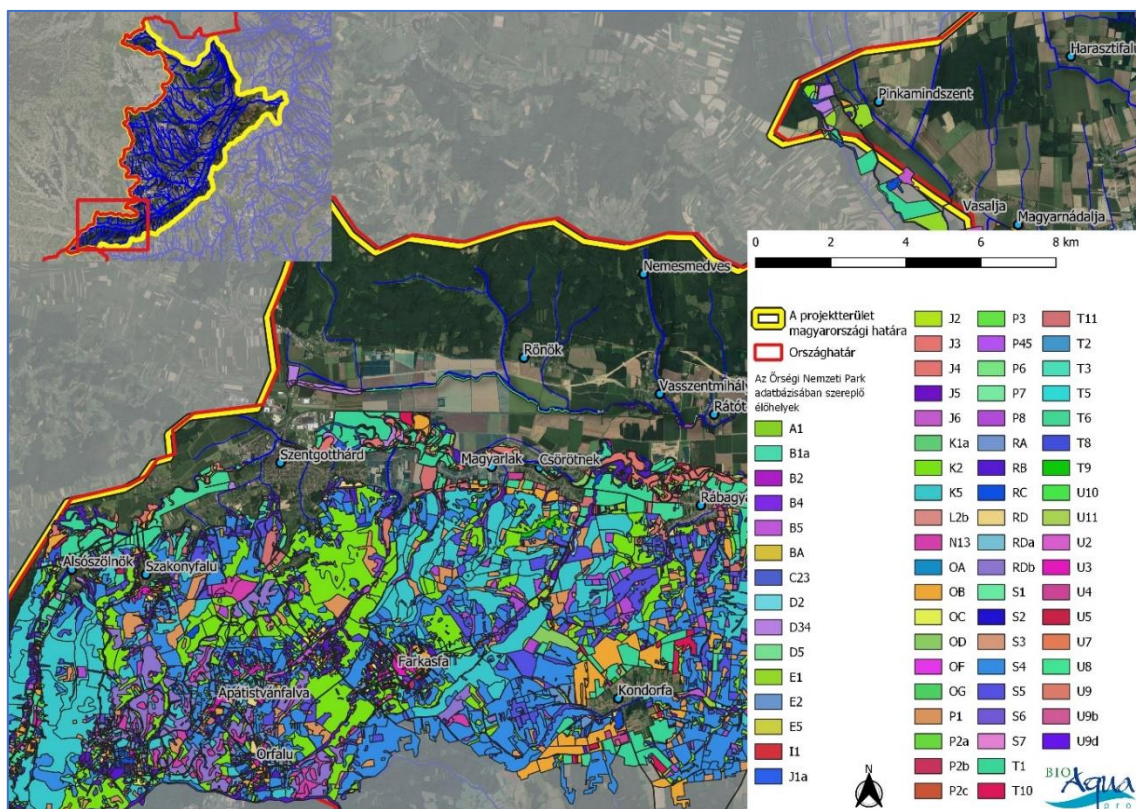 Harasztifalu
Pinkamindszent
Vasalja
Magyarnádalja
Nemesmedves
Rönök
Vasszentmihály
Rátót
Szentgotthárd
Magyarlak
Csörötnek
Rábagya
Alsószölnök
Szakonyfalu
Farkasfa
Apátistvánfalva
Kondorfa
Orfalu
0 2 4 6 8 km
A projektterület
magyarországi határa
Országhatár
Az Őrségi Nemzeti Park
adatbázisában szereplő
élőhelyek
A1
B1a
B2
B4
B5
BA
C23
D2
D34
D5
E1
E2
E5
I1
J1a
J2
J3
J4
J5
J6
K1a
K2
K5
L2b
N13
OA
OB
OC
OD
OF
OG
P1
P2a
P2b
P2c
P3
P45
P6
P7
P8
RA
RB
RC
RD
RDa
RDb
S1
S2
S3
S4
S5
S6
S7
T1
T10
T11
T2
T3
T5
T6
T8
T9
U10
U11
U2
U3
U4
U5
U7
U8
U9
U9b
U9d
N
BIO
Aqua
pro